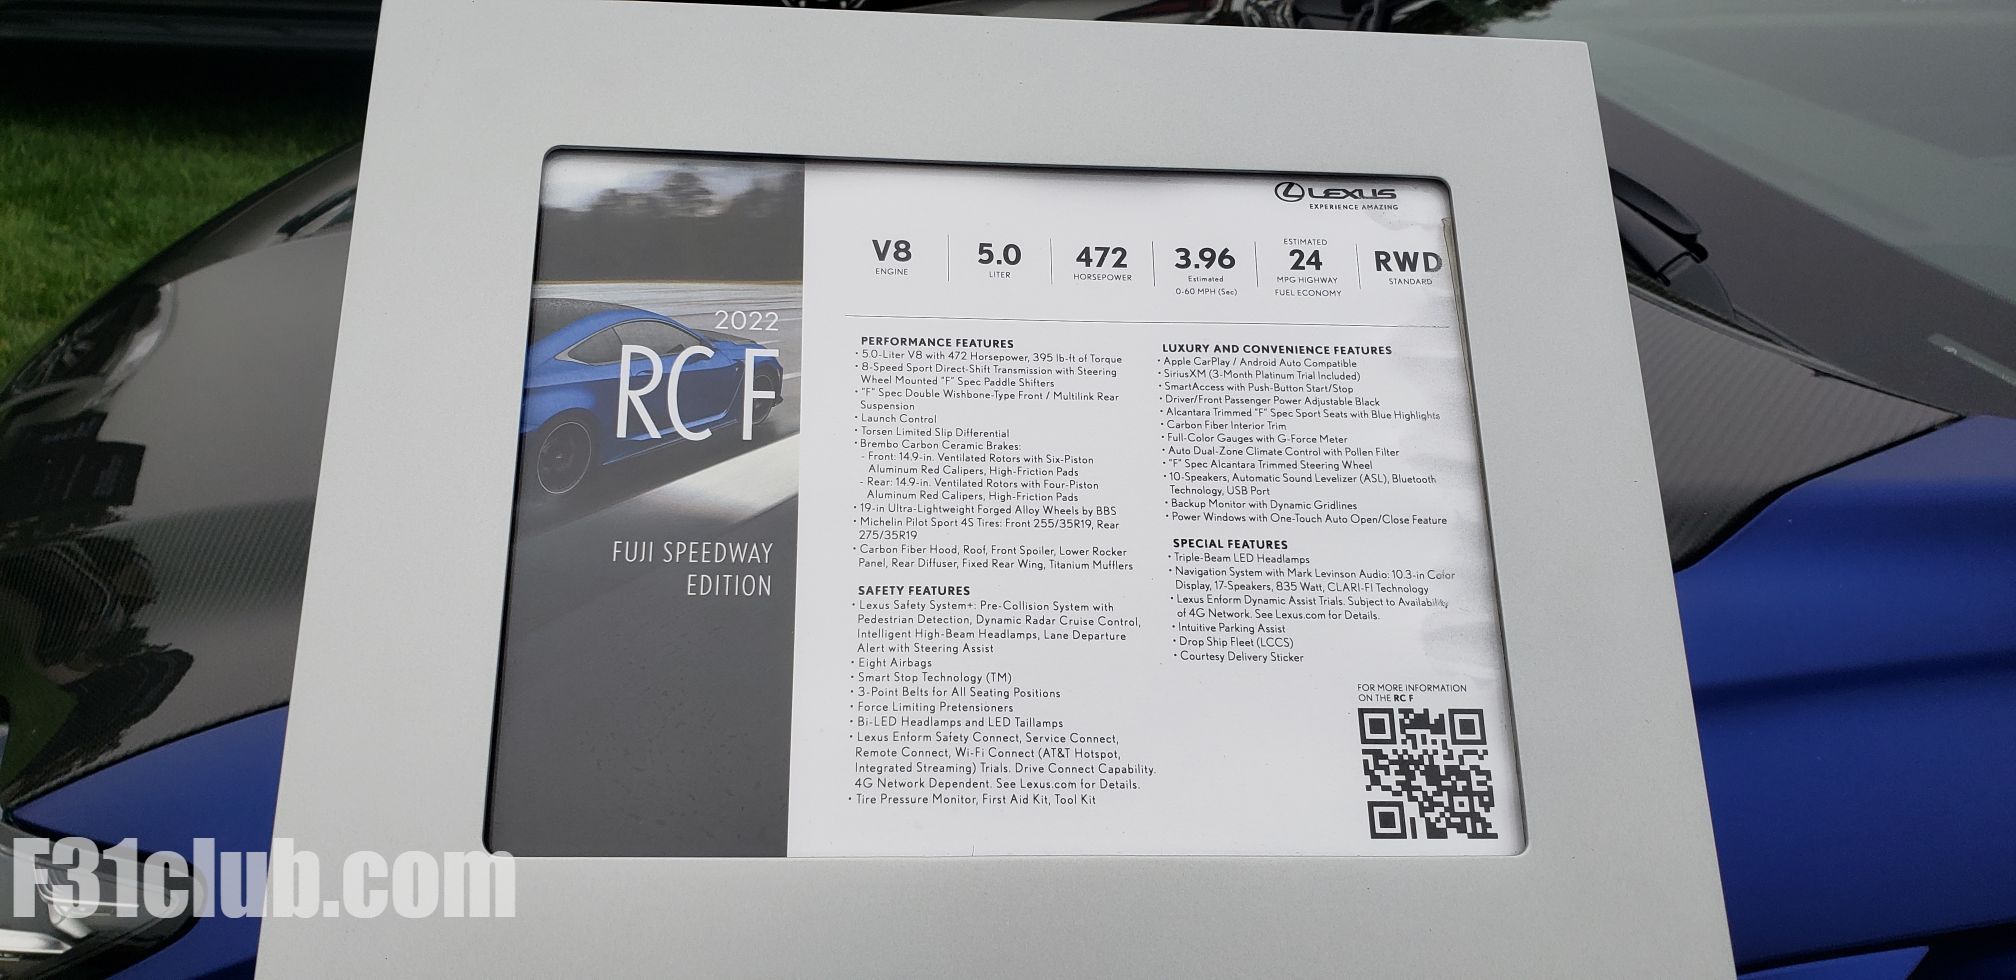 LEXUS
EXPERIENCE AMAZING
V8
ENGINE
5.0
LITER
472
HORSEPOWER
3.96
Estimated
0-60 MPH (Sec)
ESTIMATED
24
MPG HIGHWAY
FUEL ECONOMY
RWD
STANDARD
2022
RC F
FUJI SPEEDWAY
EDITION
PERFORMANCE FEATURES
• 5.0-Liter V8 with 472 Horsepower, 395 lb-ft of Torque
• 8-Speed Sport Direct-Shift Transmission with Steering
Wheel Mounted "F" Spec Paddle Shifters
• "F" Spec Double Wishbone-Type Front / Multilink Rear
Suspension
• Launch Control
• Torsen Limited Slip Differential
• Brembo Carbon Ceramic Brakes:
- Front: 14.9-in. Ventilated Rotors with Six-Piston
Aluminum Red Calipers, High-Friction Pads
- Rear: 14.9-in. Ventilated Rotors with Four-Piston
Aluminum Red Calipers, High-Friction Pads
• 19-in Ultra-Lightweight Forged Alloy Wheels by BBS
• Michelin Pilot Sport 4S Tires: Front 255/35R19, Rear
275/35R19
• Carbon Fiber Hood, Roof, Front Spoiler, Lower Rocker
Panel, Rear Diffuser, Fixed Rear Wing, Titanium Mufflers
SAFETY FEATURES
• Lexus Safety System+: Pre-Collision System with
Pedestrian Detection, Dynamic Radar Cruise Control,
Intelligent High-Beam Headlamps, Lane Departure
Alert with Steering Assist
• Eight Airbags
• Smart Stop Technology (TM)
• 3-Point Belts for All Seating Positions
• Force Limiting Pretensioners
• Bi-LED Headlamps and LED Taillamps
• Lexus Enform Safety Connect, Service Connect,
Remote Connect, Wi-Fi Connect (AT&T Hotspot,
Integrated Streaming) Trials. Drive Connect Capability.
4G Network Dependent. See Lexus.com for Details.
• Tire Pressure Monitor, First Aid Kit, Tool Kit
LUXURY AND CONVENIENCE FEATURES
• Apple CarPlay / Android Auto Compatible
• SiriusXM (3-Month Platinum Trial Included)
• SmartAccess with Push-Button Start/Stop
• Driver/Front Passenger Power Adjustable Black
• Alcantara Trimmed "F" Spec Sport Seats with Blue Highlights
• Carbon Fiber Interior Trim
• Full-Color Gauges with G-Force Meter
• Auto Dual-Zone Climate Control with Pollen Filter
• "F" Spec Alcantara Trimmed Steering Wheel
• 10-Speakers, Automatic Sound Levelizer (ASL), Bluetooth
Technology, USB Port
• Backup Monitor with Dynamic Gridlines
• Power Windows with One-Touch Auto Open/Close Feature
SPECIAL FEATURES
• Triple-Beam LED Headlamps
• Navigation System with Mark Levinson Audio: 10.3-in Color
Display, 17-Speakers, 835 Watt, CLARI-FI Technology
• Lexus Enform Dynamic Assist Trials. Subject to Availability
of 4G Network. See Lexus.com for Details.
• Intuitive Parking Assist
• Drop Ship Fleet (LCCS)
• Courtesy Delivery Sticker
FOR MORE INFORMATION
ON THE RC F
F31club.com